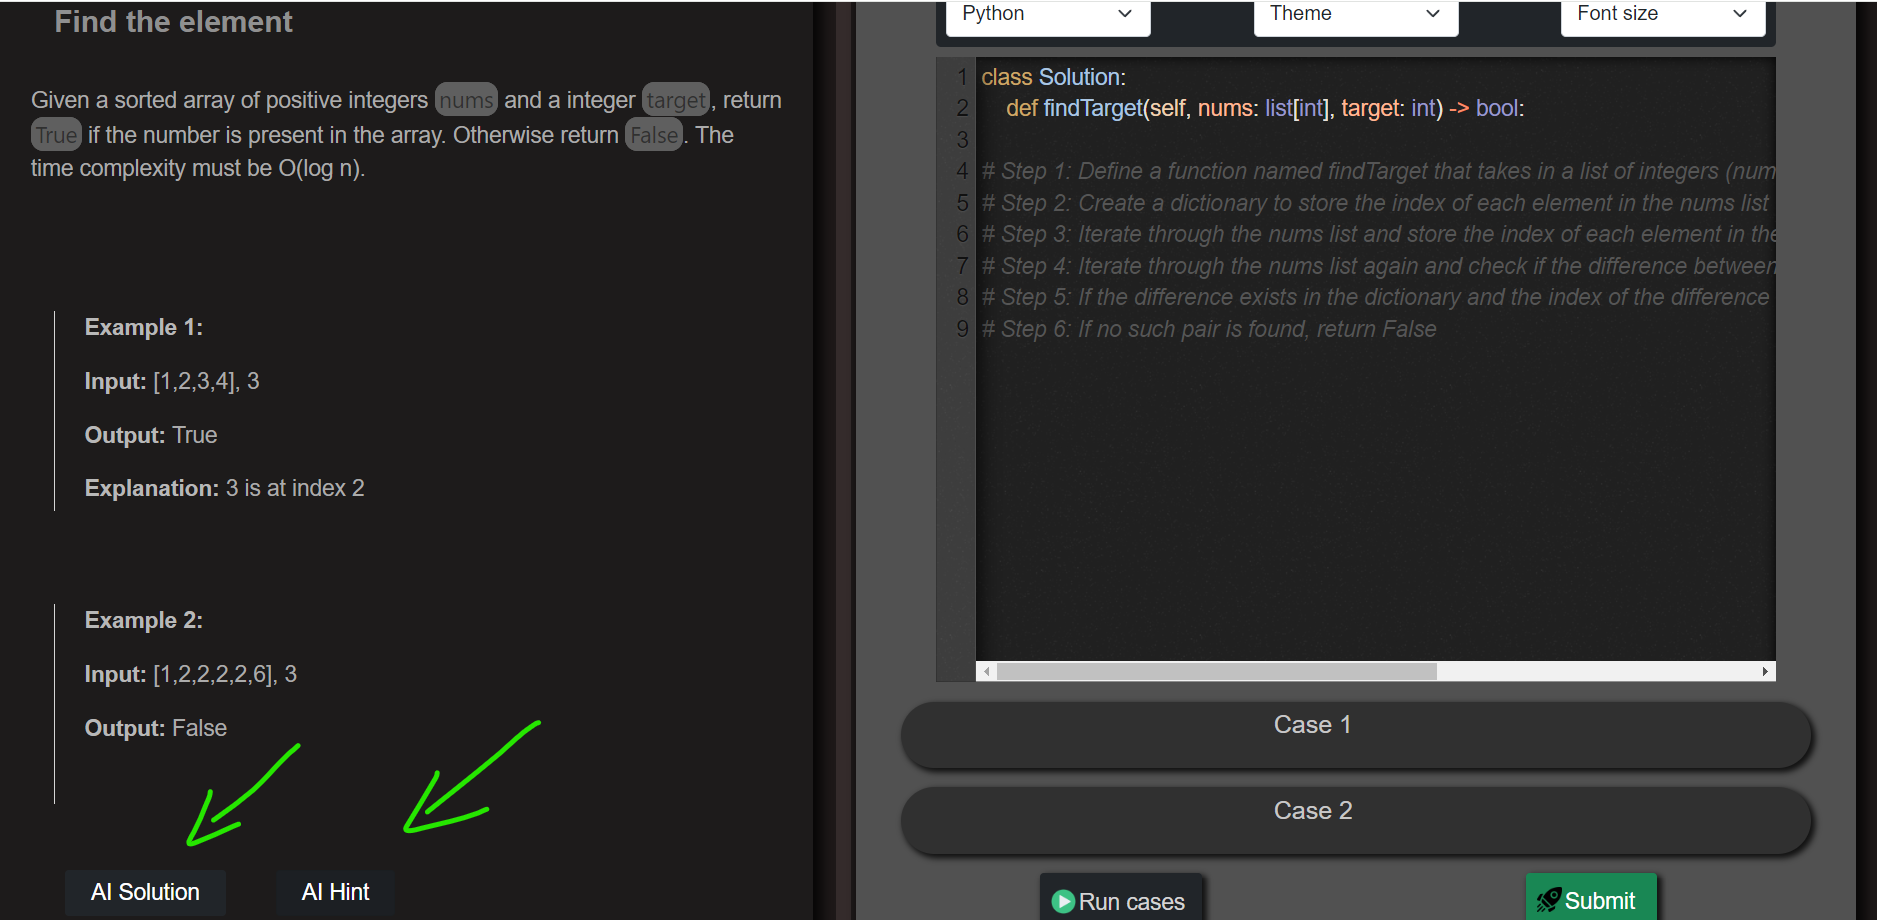 Find the element
Given a sorted array of positive integers nums and a integer target, return
True if the number is present in the array. Otherwise return False. The
time complexity must be O(log n).
Example 1:
Input: [1,2,3,4], 3
Output: True
Explanation: 3 is at index 2
Example 2:
Input: [1,2,2,2,2,6], 3
Output: False
AI Solution AI Hint
Python Theme Font size
1 class Solution:
2 def findTarget(self, nums: list[int], target: int) -> bool:
3
4 # Step 1: Define a function named findTarget that takes in a list of integers (num
5 # Step 2: Create a dictionary to store the index of each element in the nums list
6 # Step 3: Iterate through the nums list and store the index of each element in the
7 # Step 4: Iterate through the nums list again and check if the difference between
8 # Step 5: If the difference exists in the dictionary and the index of the difference
9 # Step 6: If no such pair is found, return False
Case 1
Case 2
Run cases Submit